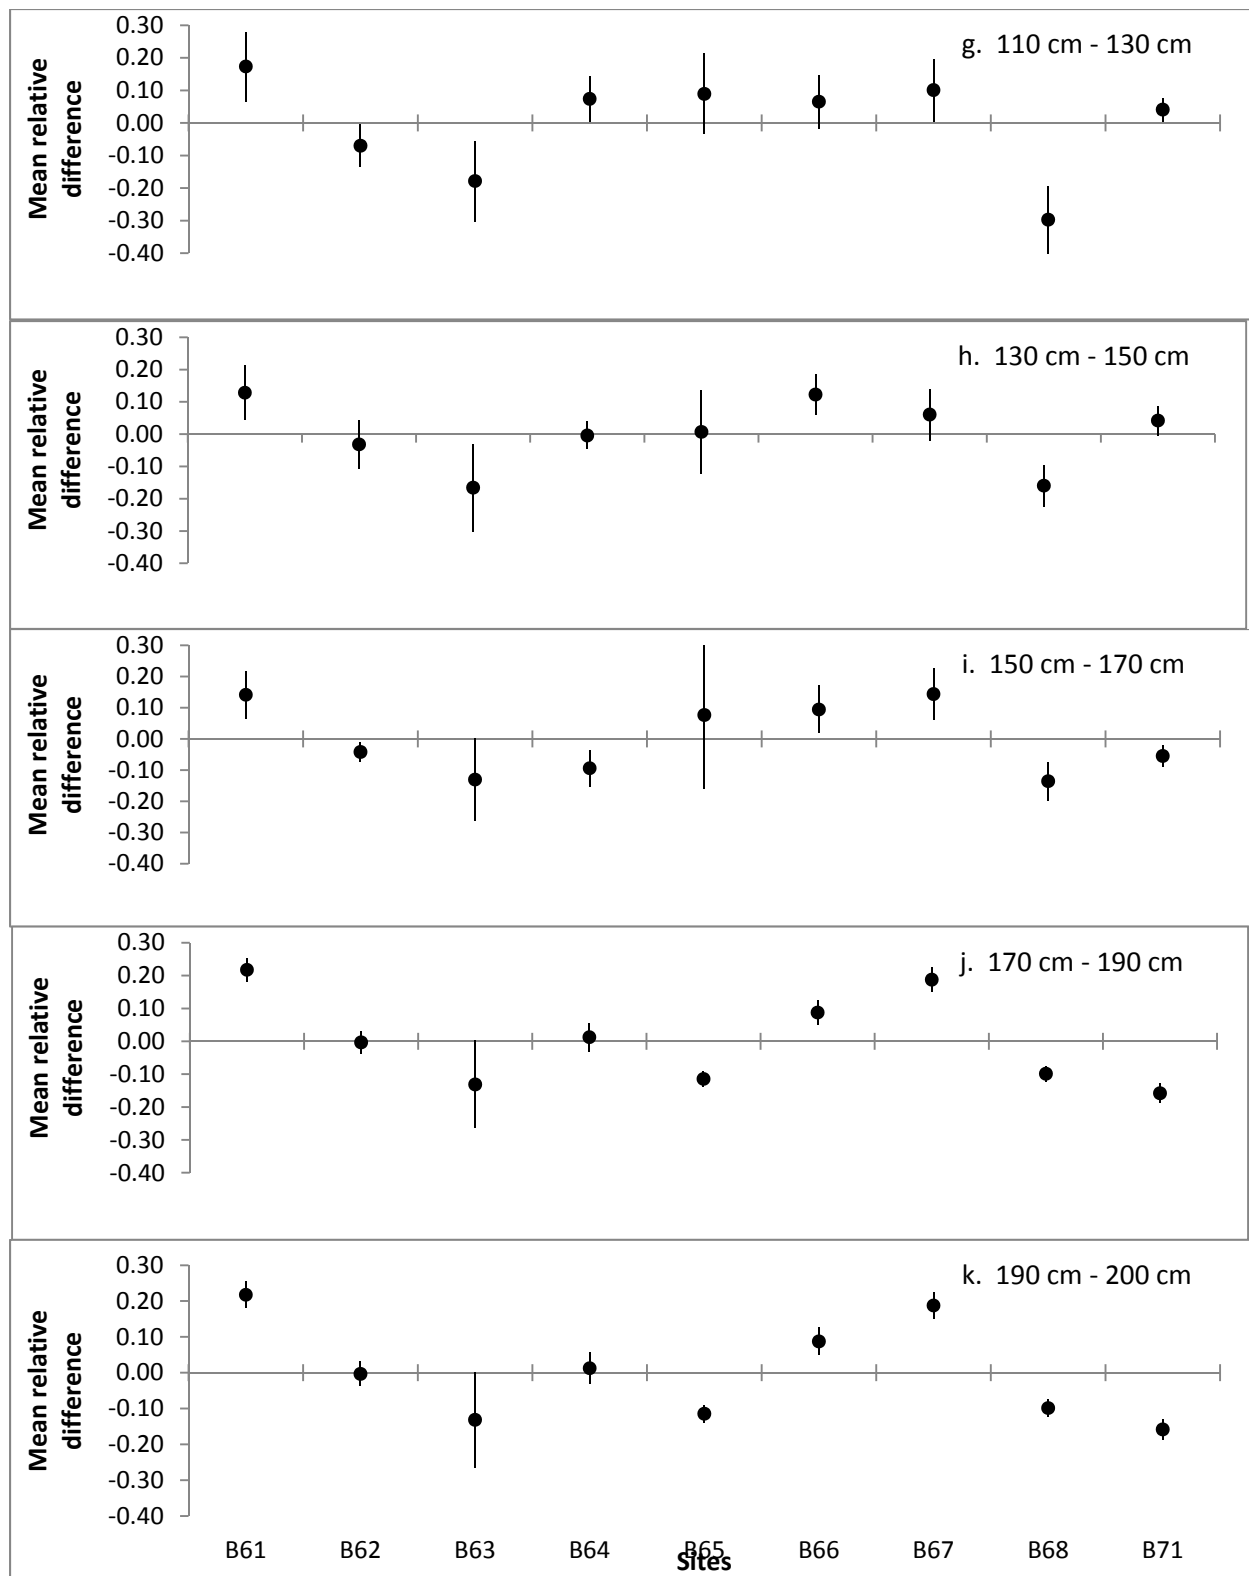 g. 110 cm - 130 cm
Mean relative
difference
0.30
0.20
0.10
0.00
-0.10
-0.20
-0.30
-0.40
h. 130 cm - 150 cm
Mean relative
difference
0.30
0.20
0.10
0.00
-0.10
-0.20
-0.30
-0.40
i. 150 cm - 170 cm
Mean relative
difference
0.30
0.20
0.10
0.00
-0.10
-0.20
-0.30
-0.40
j. 170 cm - 190 cm
Mean relative
difference
0.30
0.20
0.10
0.00
-0.10
-0.20
-0.30
-0.40
k. 190 cm - 200 cm
Mean relative
difference
0.30
0.20
0.10
0.00
-0.10
-0.20
-0.30
-0.40
B61 B62 B63 B64 B65 B66 B67 B68 B71
Sites